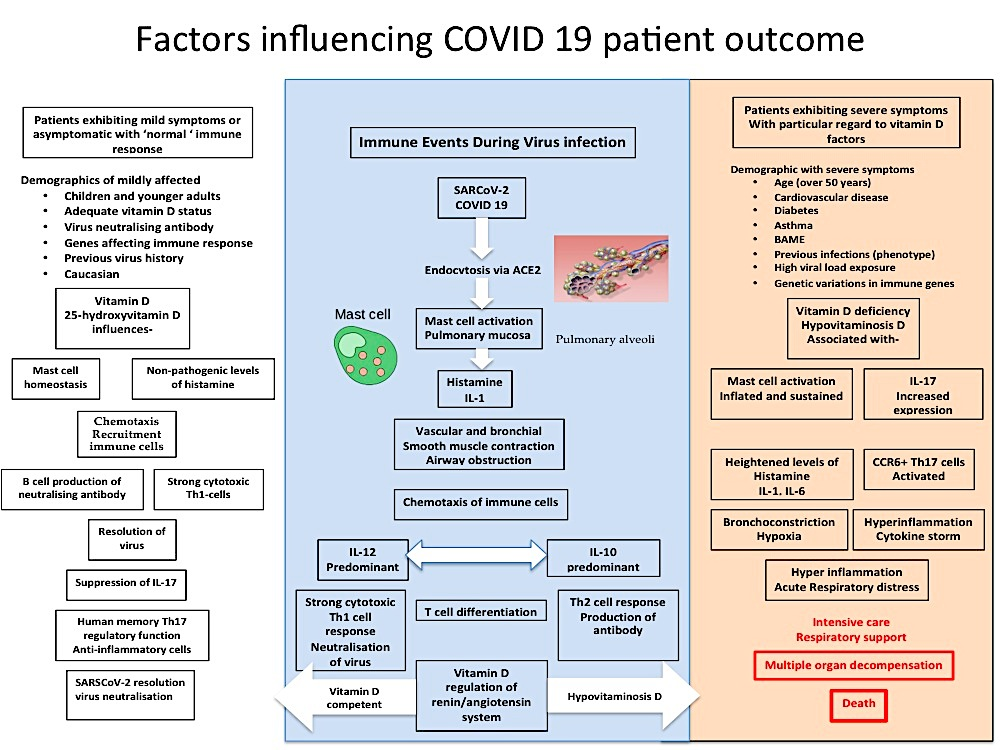 Factors influencing COVID 19 patient outcome
Patients exhibiting mild symptoms or
asymptomatic with 'normal ' immune
response
Demographics of mildly affected
• Children and younger adults
• Adequate vitamin D status
• Virus neutralising antibody
• Genes affecting immune response
• Previous virus history
• Caucasian
Vitamin D
25-hydroxyvitamin D
influences-
Mast cell
homeostasis
Non-pathogenic levels
of histamine
Chemotaxis
Recruitment
immune cells
B cell production of
neutralising antibody
Strong cytotoxic
Th1-cells
Resolution of
virus
Suppression of IL-17
Human memory Th17
regulatory function
Anti-inflammatory cells
SARSCoV-2 resolution
virus neutralisation
Immune Events During Virus infection
SARCoV-2
COVID 19
Endocytosis via ACE2
Mast cell
Mast cell activation
Pulmonary mucosa
Pulmonary alveoli
Histamine
IL-1
Vascular and bronchial
Smooth muscle contraction
Airway obstruction
Chemotaxis of immune cells
IL-12
Predominant
IL-10
predominant
Strong cytotoxic
Th1 cell
response
Neutralisation
of virus
T cell differentiation
Th2 cell response
Production of
antibody
Vitamin D
competent
Vitamin D
regulation of
renin/angiotensin
system
Hypovitaminosis D
Patients exhibiting severe symptoms
With particular regard to vitamin D
factors
Demographic with severe symptoms
• Age (over 50 years)
• Cardiovascular disease
• Diabetes
• Asthma
• BAME
• Previous infections (phenotype)
• High viral load exposure
• Genetic variations in immune genes
Vitamin D deficiency
Hypovitaminosis D
Associated with-
Mast cell activation
Inflated and sustained
IL-17
Increased
expression
Heightened levels of
Histamine
IL-1. IL-6
CCR6+ Th17 cells
Activated
Bronchoconstriction
Hypoxia
Hyperinflammation
Cytokine storm
Hyper inflammation
Acute Respiratory distress
Intensive care
Respiratory support
Multiple organ decompensation
Death